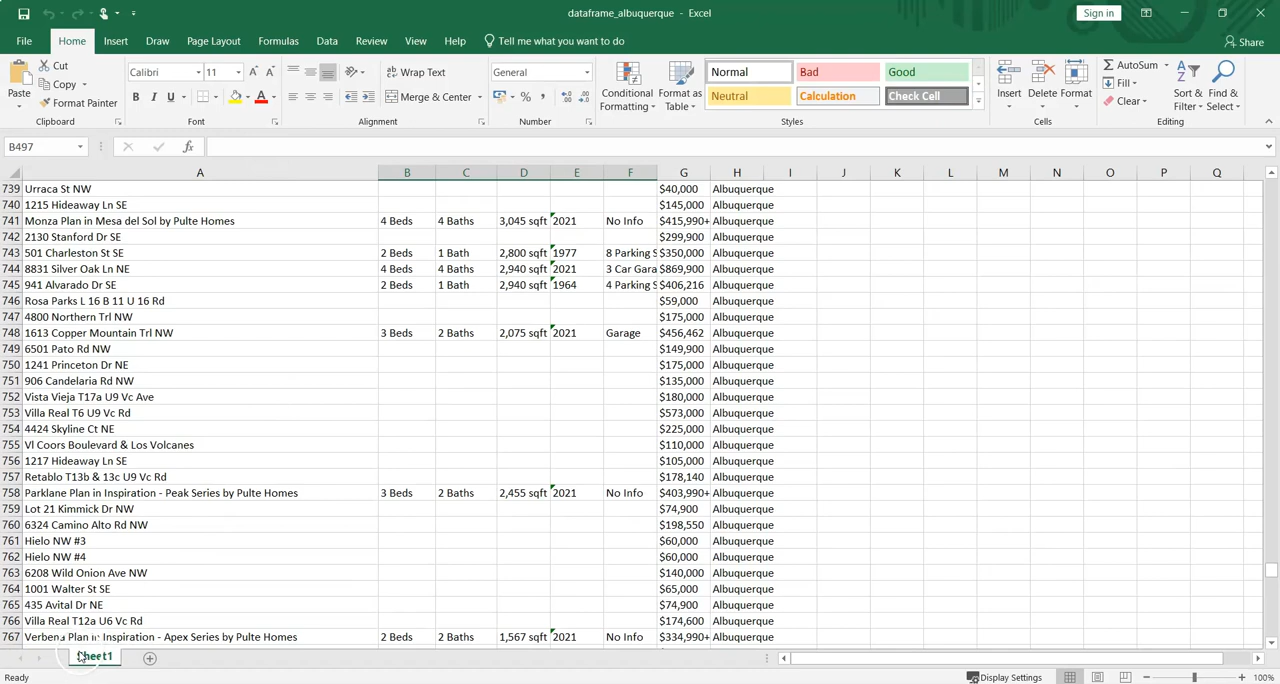 dataframe_albuquerque - Excel
Sign in
File Home Insert Draw Page Layout Formulas Data Review View Help Tell me what you want to do Share
Paste Cut Copy Format Painter Clipboard
Calibri 11 A A B I U A Font
Wrap Text Merge & Center Alignment
General % , Number
Conditional Formatting Format as Table
Normal Bad Good
Neutral Calculation Check Cell
Styles
Insert Delete Format Cells
AutoSum Fill Clear Sort & Filter Find & Select Editing
B497 fx
A B C D E F G H I J K L M N O P Q
739 Urraca St NW $40,000 Albuquerque
740 1215 Hideaway Ln SE $145,000 Albuquerque
741 Monza Plan in Mesa del Sol by Pulte Homes 4 Beds 4 Baths 3,045 sqft 2021 No Info $415,990+ Albuquerque
742 2130 Stanford Dr SE $299,900 Albuquerque
743 501 Charleston St SE 2 Beds 1 Bath 2,800 sqft 1977 8 Parking S $350,000 Albuquerque
744 8831 Silver Oak Ln NE 4 Beds 4 Baths 2,940 sqft 2021 3 Car Gara $869,900 Albuquerque
745 941 Alvarado Dr SE 2 Beds 1 Bath 2,940 sqft 1964 4 Parking S $406,216 Albuquerque
746 Rosa Parks L 16 B 11 U 16 Rd $59,000 Albuquerque
747 4800 Northern Trl NW $175,000 Albuquerque
748 1613 Copper Mountain Trl NW 3 Beds 2 Baths 2,075 sqft 2021 Garage $456,462 Albuquerque
749 6501 Pato Rd NW $149,900 Albuquerque
750 1241 Princeton Dr NE $175,000 Albuquerque
751 906 Candelaria Rd NW $135,000 Albuquerque
752 Vista Vieja T17a U9 Vc Ave $180,000 Albuquerque
753 Villa Real T6 U9 Vc Rd $573,000 Albuquerque
754 4424 Skyline Ct NE $225,000 Albuquerque
755 Vl Coors Boulevard & Los Volcanes $110,000 Albuquerque
756 1217 Hideaway Ln SE $105,000 Albuquerque
757 Retablo T13b & 13c U9 Vc Rd $178,140 Albuquerque
758 Parklane Plan in Inspiration - Peak Series by Pulte Homes 3 Beds 2 Baths 2,455 sqft 2021 No Info $403,990+ Albuquerque
759 Lot 21 Kimmick Dr NW $74,900 Albuquerque
760 6324 Camino Alto Rd NW $198,550 Albuquerque
761 Hielo NW #3 $60,000 Albuquerque
762 Hielo NW #4 $60,000 Albuquerque
763 6208 Wild Onion Ave NW $140,000 Albuquerque
764 1001 Walter St SE $65,000 Albuquerque
765 435 Avital Dr NE $74,900 Albuquerque
766 Villa Real T12a U6 Vc Rd $174,600 Albuquerque
767 Verbena Plan in Inspiration - Apex Series by Pulte Homes 2 Beds 2 Baths 1,567 sqft 2021 $334,990+ Albuquerque
Sheet1
Ready Display Settings 100%